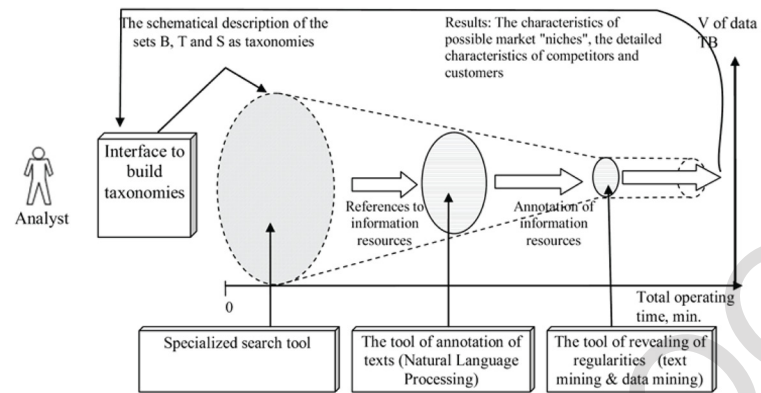 The schematical description of the
sets B, T and S as taxonomies
Results: The characteristics of
possible market "niches", the detailed
characteristics of competitors and
customers
V of data
TB
Interface to
build
taxonomies
Analyst
References to
information
resources
Annotation of
information
resources
0
Total operating
time, min.
Specialized search tool
The tool of annotation of
texts (Natural Language
Processing)
The tool of revealing of
regularities (text
mining & data mining)